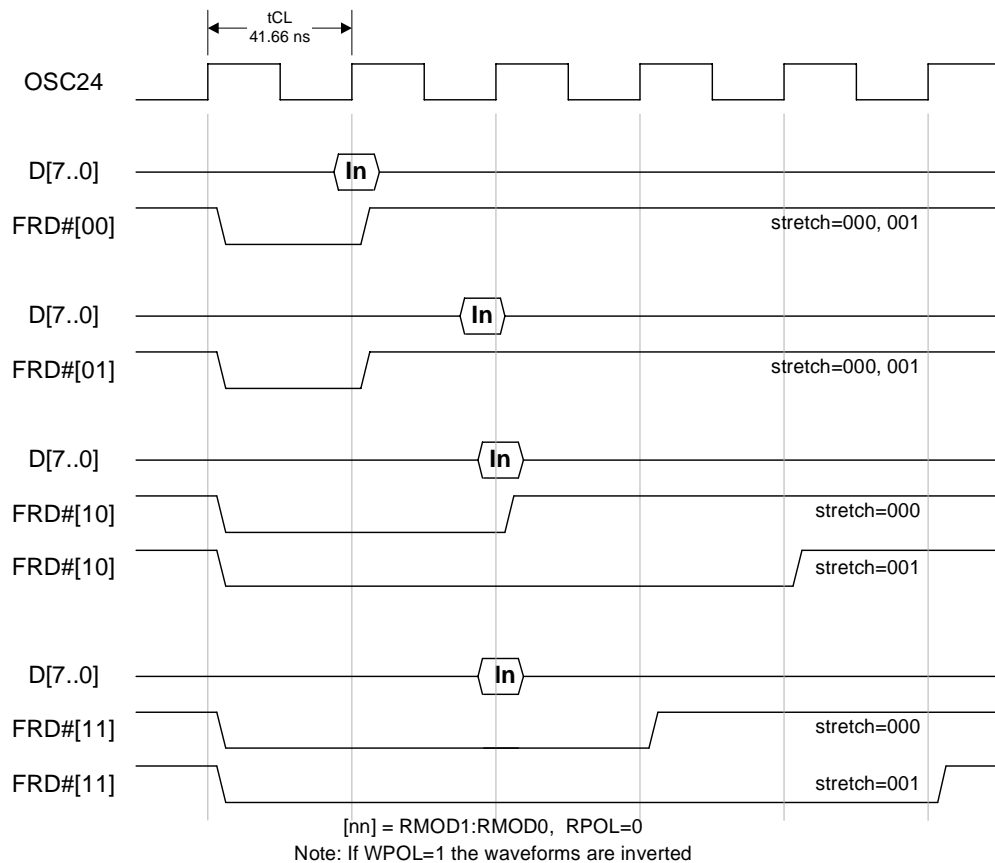 tCL
41.66 ns
OSC24
D[7..0]
In
FRD#[00]
stretch=000, 001
D[7..0]
In
FRD#[01]
stretch=000, 001
D[7..0]
In
FRD#[10]
stretch=000
FRD#[10]
stretch=001
D[7..0]
In
FRD#[11]
stretch=000
FRD#[11]
stretch=001
[nn] = RMOD1:RMOD0, RPOL=0
Note: If WPOL=1 the waveforms are inverted